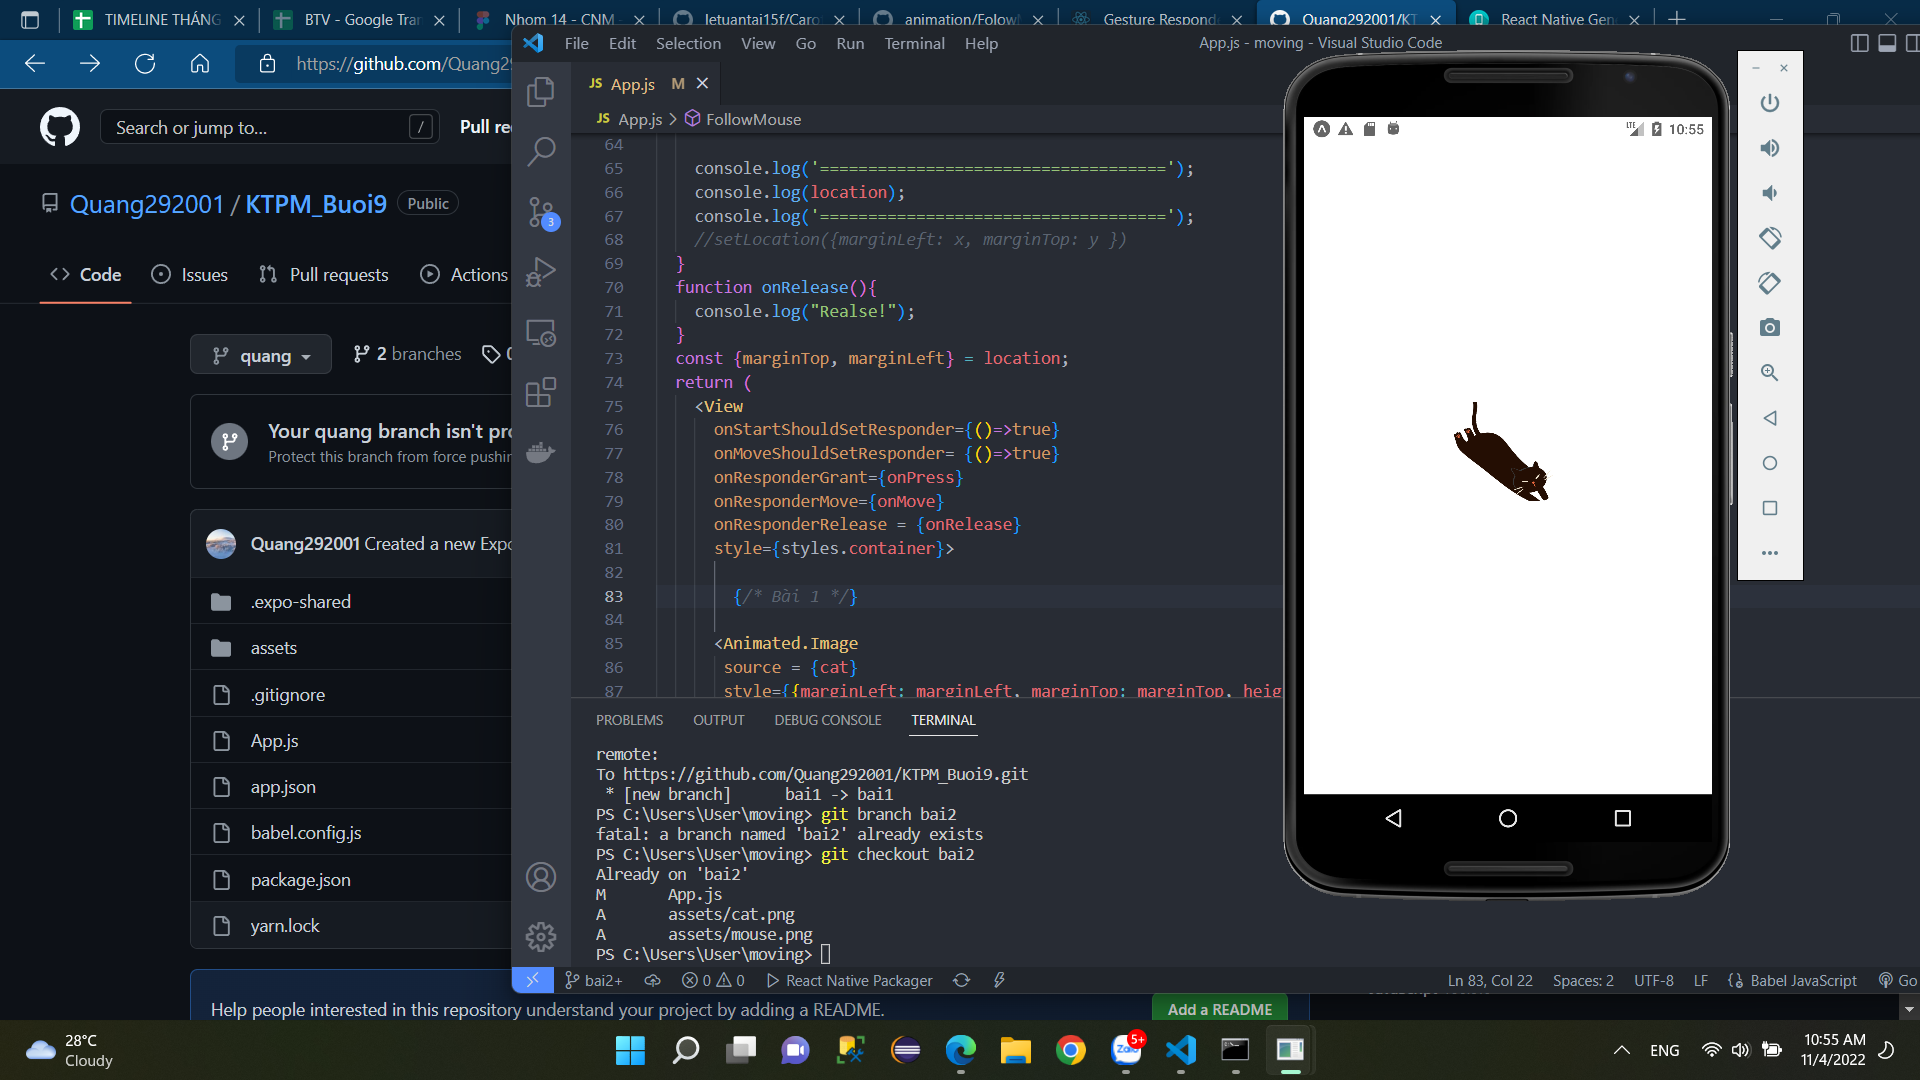 TIMELINE THÁNG
BTV - Google Tra
Nhom 14 - CNM -
letuantai15f/Caro
animation/Folow
Gesture Respond
Quang292001/KT
React Native Gen
https://github.com/Quang29
Search or jump to...
/
Pull re
Quang292001 / KTPM_Buoi9
Public
Code
Issues
Pull requests
Actions
quang
2 branches
Your quang branch isn't pro
Protect this branch from force pushin
Quang292001 Created a new Expo
.expo-shared
assets
.gitignore
App.js
app.json
babel.config.js
package.json
yarn.lock
Help people interested in this repository understand your project by adding a README.
Add a README
File Edit Selection View Go Run Terminal Help
App.js - moving - Visual Studio Code
JS App.js M
JS App.js > FollowMouse
3
64
65 console.log('====================================');
66 console.log(location);
67 console.log('====================================');
68 //setLocation({marginLeft: x, marginTop: y })
69 }
70 function onRelease(){
71 console.log("Realse!");
72 }
73 const {marginTop, marginLeft} = location;
74 return (
75 <View
76 onStartShouldSetResponder={()=>true}
77 onMoveShouldSetResponder= {()=>true}
78 onResponderGrant={onPress}
79 onResponderMove={onMove}
80 onResponderRelease = {onRelease}
81 style={styles.container}>
82
83 {/* Bài 1 */}
84
85 <Animated.Image
86 source = {cat}
87 style={{marginLeft: marginLeft, marginTop: marginTop, heig
PROBLEMS OUTPUT DEBUG CONSOLE TERMINAL
remote:
To https://github.com/Quang292001/KTPM_Buoi9.git
* [new branch] bai1 -> bai1
PS C:\Users\User\moving> git branch bai2
fatal: a branch named 'bai2' already exists
PS C:\Users\User\moving> git checkout bai2
Already on 'bai2'
M App.js
A assets/cat.png
A assets/mouse.png
PS C:\Users\User\moving>
bai2+
0 0
React Native Packager
Ln 83, Col 22
Spaces: 2
UTF-8
LF
Babel JavaScript
Go
LTE
10:55
28°C
Cloudy
5+
Zalo
ENG
10:55 AM
11/4/2022